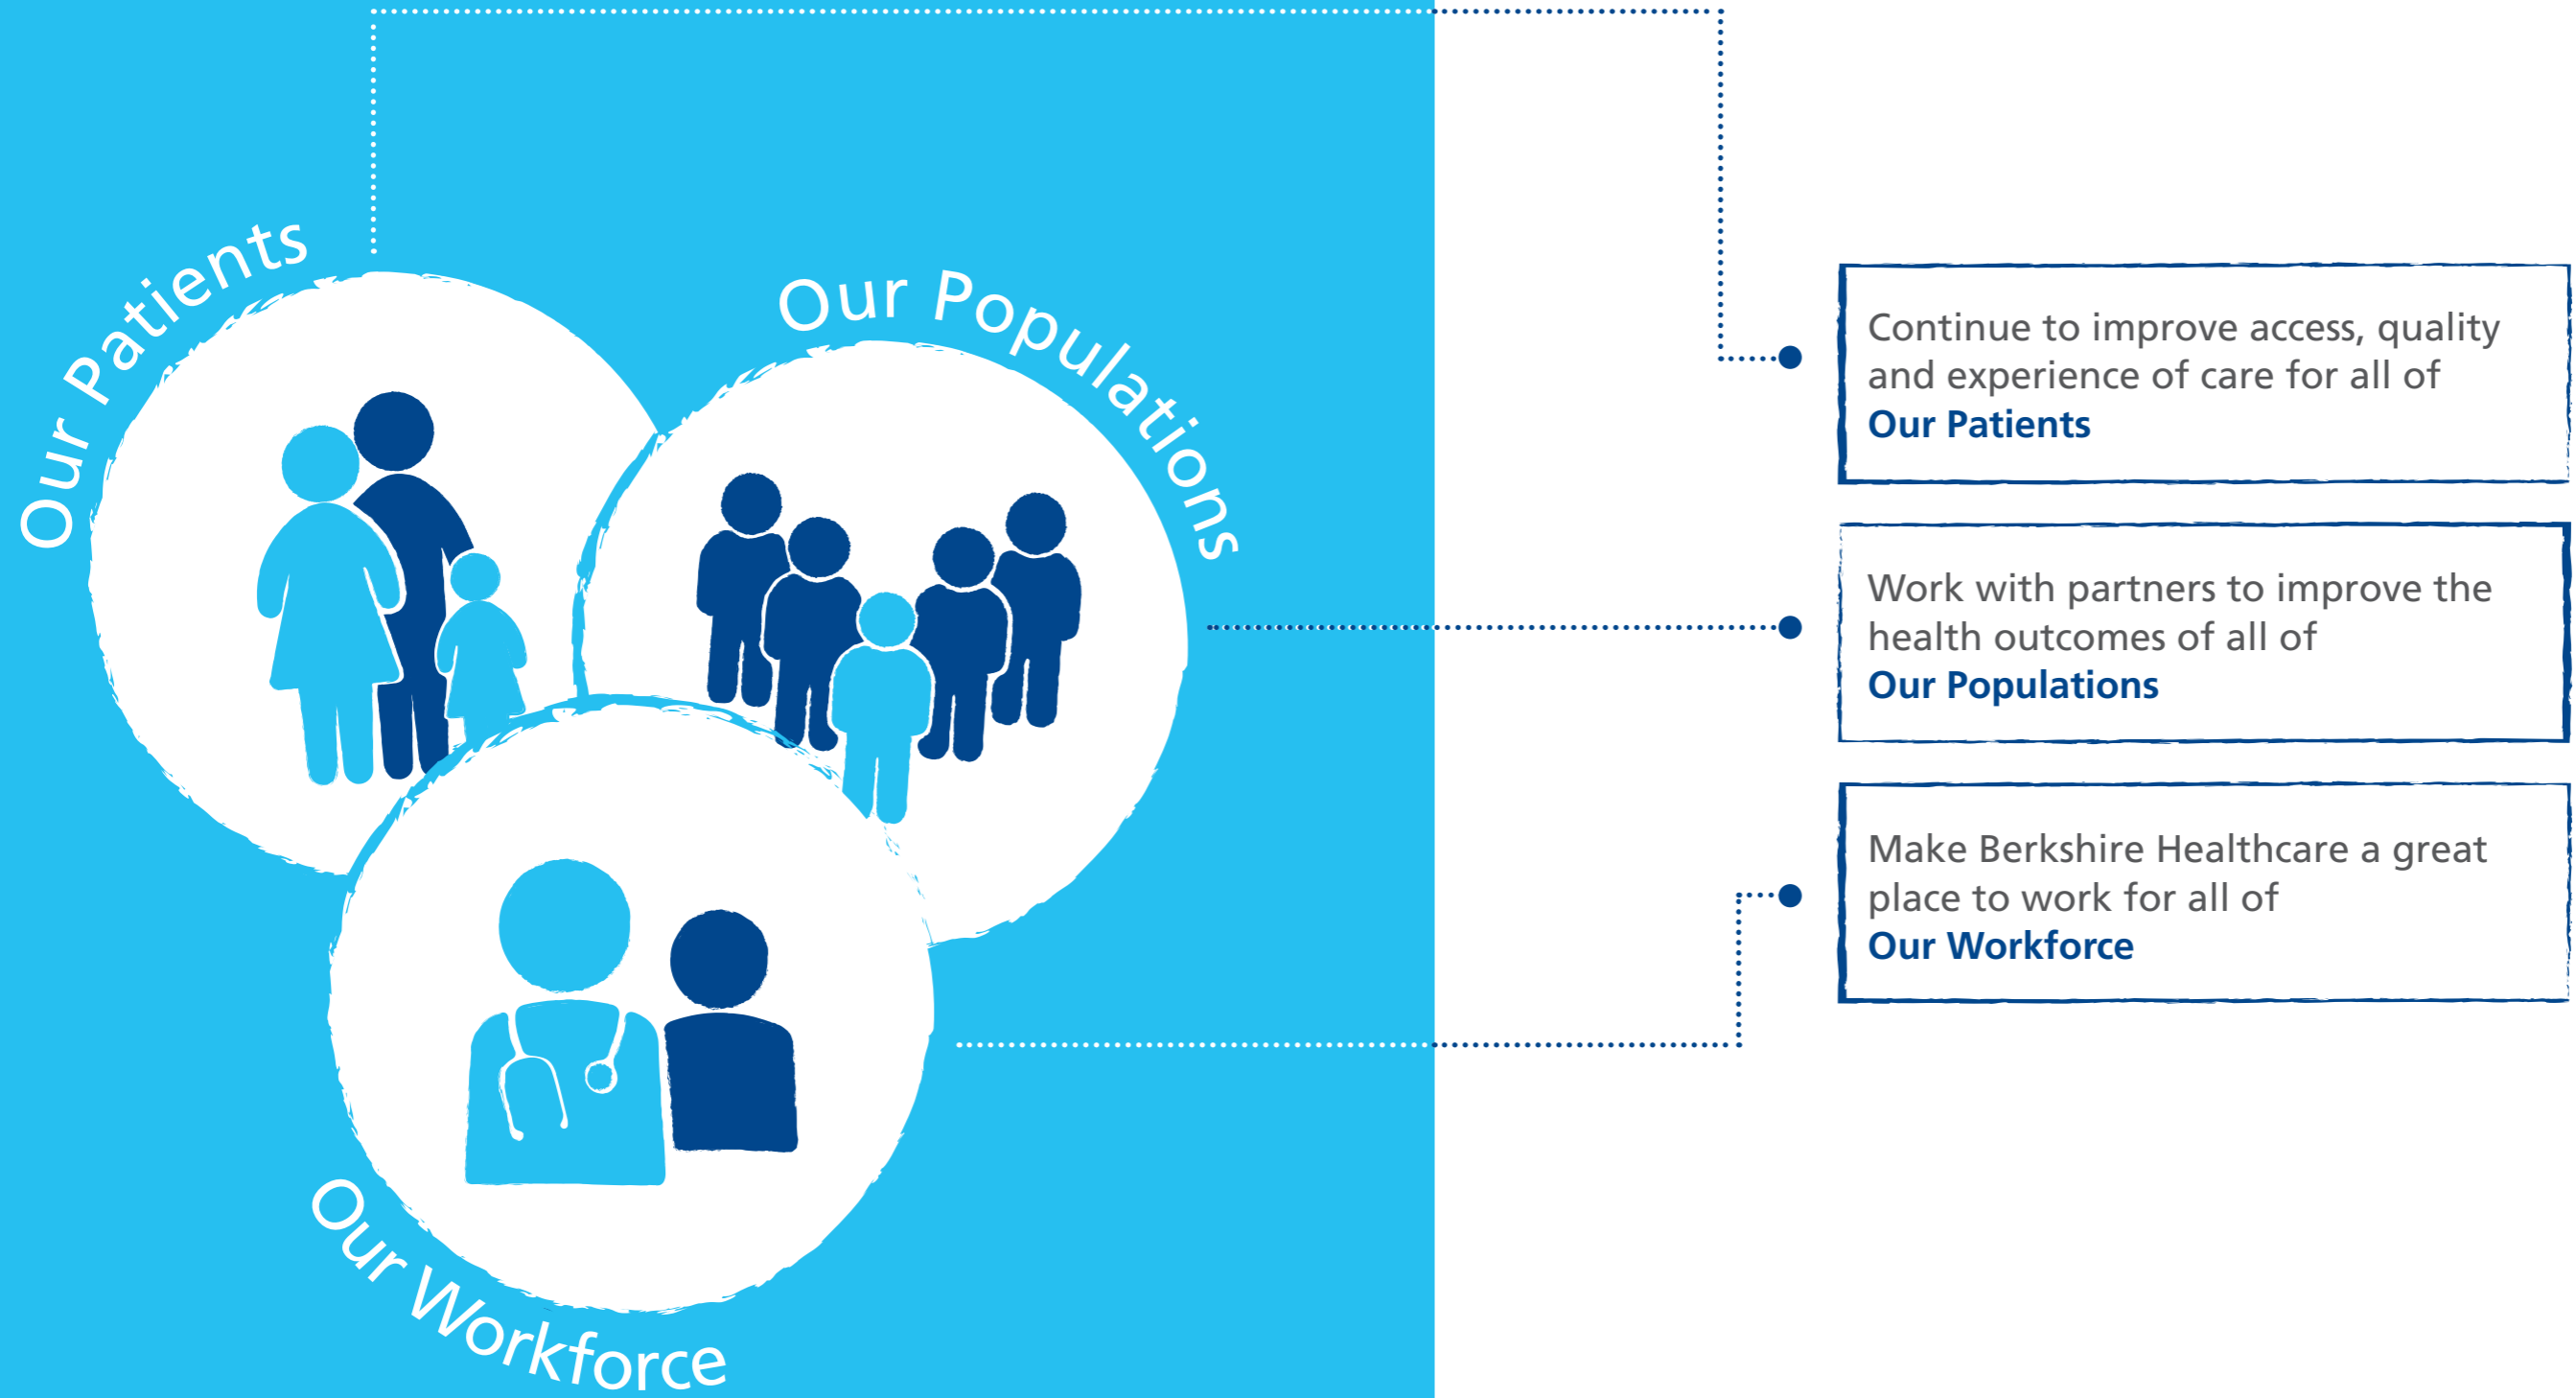 Our Patients
Our Populations
Our Workforce
Continue to improve access, quality
and experience of care for all of
Our Patients
Work with partners to improve the
health outcomes of all of
Our Populations
Make Berkshire Healthcare a great
place to work for all of
Our Workforce